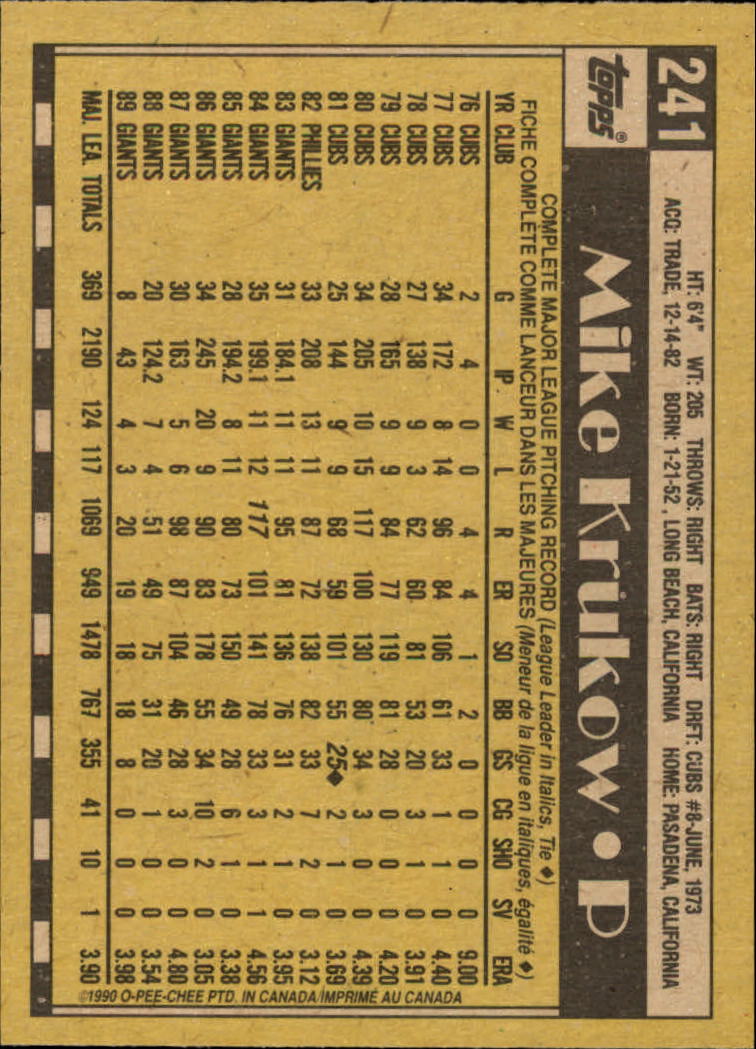 241
HT: 6'4" WT: 205 THROWS: RIGHT BATS: RIGHT DRFT: CUBS #8-JUNE, 1973
ACQ: TRADE, 12-14-82 BORN: 1-21-52, LONG BEACH, CALIFORNIA HOME: PASADENA, CALIFORNIA
topps®
Mike Krukow • P
COMPLETE MAJOR LEAGUE PITCHING RECORD (League Leader in Italics, Tie ♦)
FICHE COMPLÈTE COMME LANCEUR DANS LES MAJEURES (Meneur de la ligue en italiques, égalité ♦)
YR CLUB G IP W L R ER SO BB GS CG SHO SV ERA
76 CUBS 2 4 0 0 4 4 1 2 0 0 0 0 9.00
77 CUBS 34 172 8 14 96 84 106 61 33 1 1 0 4.40
78 CUBS 27 138 9 3 62 60 81 53 20 3 1 0 3.91
79 CUBS 28 165 9 9 84 77 119 81 28 0 0 0 4.20
80 CUBS 34 205 10 15 117 100 130 80 34 3 0 0 4.39
81 CUBS 25 144 9 9 68 59 101 55 25♦ 2 1 0 3.69
82 PHILLIES 33 208 13 11 87 72 138 82 33 7 2 0 3.12
83 GIANTS 31 184.1 11 11 95 81 136 76 31 2 1 0 3.95
84 GIANTS 35 199.1 11 12 117 101 141 78 33 3 1 1 4.56
85 GIANTS 28 194.2 8 11 80 73 150 49 28 6 1 0 3.38
86 GIANTS 34 245 20 9 90 83 178 55 34 10 2 0 3.05
87 GIANTS 30 163 5 6 98 87 104 46 28 3 0 0 4.80
88 GIANTS 20 124.2 7 4 51 49 75 31 20 1 0 0 3.54
89 GIANTS 8 43 4 3 20 19 18 18 8 0 0 0 3.98
MAJ. LEA. TOTALS 369 2190 124 117 1069 949 1478 767 355 41 10 1 3.90
©1990 O-PEE-CHEE PTD. IN CANADA/IMPRIMÉ AU CANADA